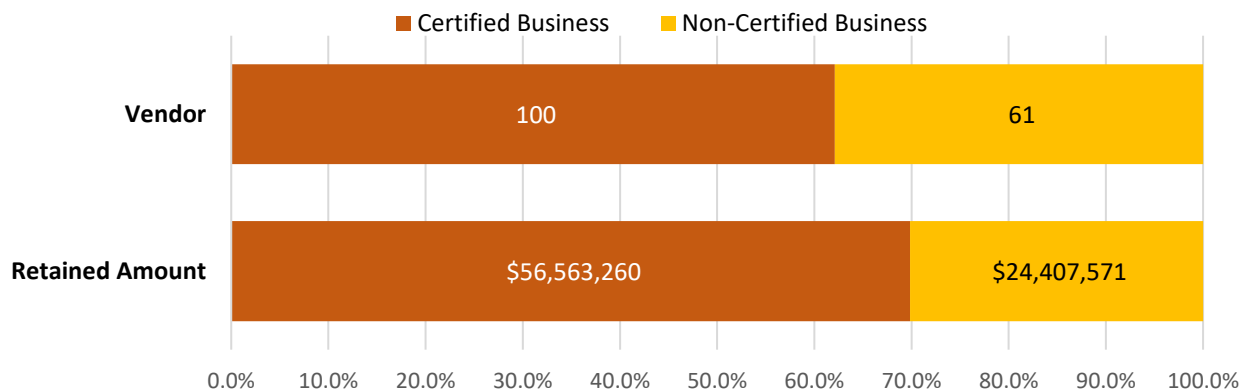 Certified Business Non-Certified Business
Vendor 100 61
Retained Amount $56,563,260 $24,407,571
0.0% 10.0% 20.0% 30.0% 40.0% 50.0% 60.0% 70.0% 80.0% 90.0% 100.0%